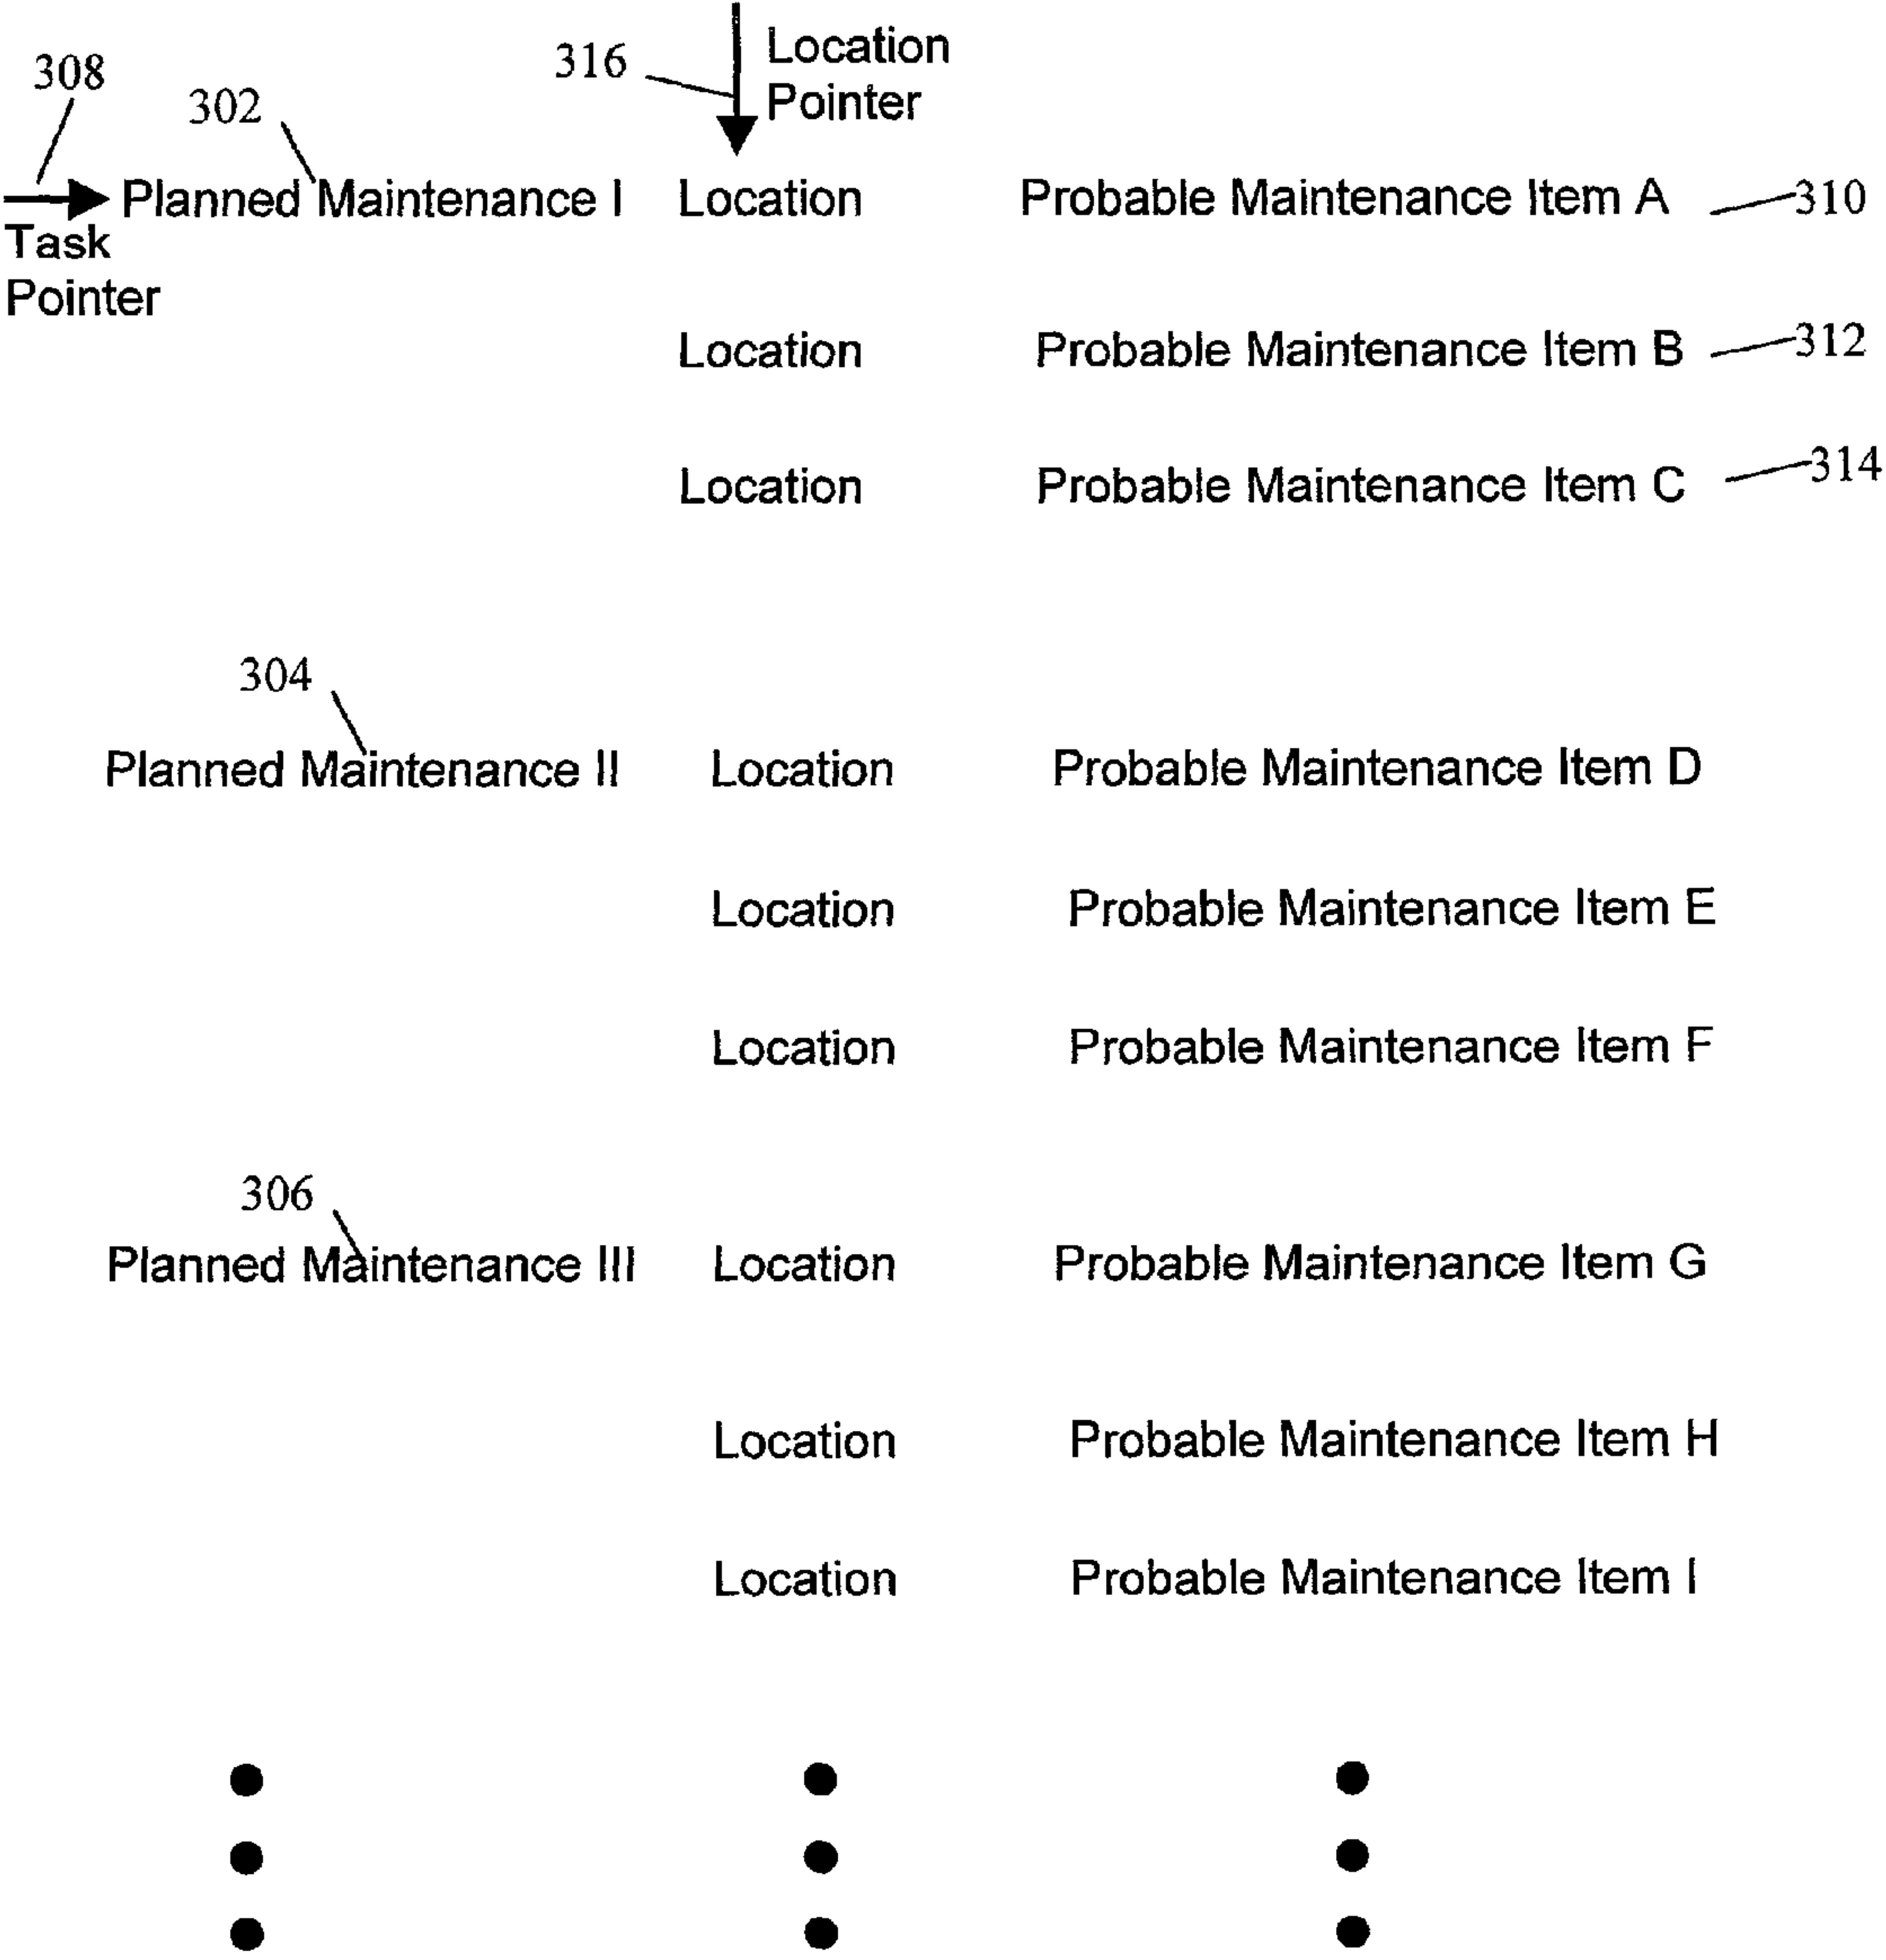 308
302
316
Location
Pointer
Planned Maintenance I Location Probable Maintenance Item A 310
Task
Pointer
Location Probable Maintenance Item B 312
Location Probable Maintenance Item C 314
304
Planned Maintenance II Location Probable Maintenance Item D
Location Probable Maintenance Item E
Location Probable Maintenance Item F
306
Planned Maintenance III Location Probable Maintenance Item G
Location Probable Maintenance Item H
Location Probable Maintenance Item I